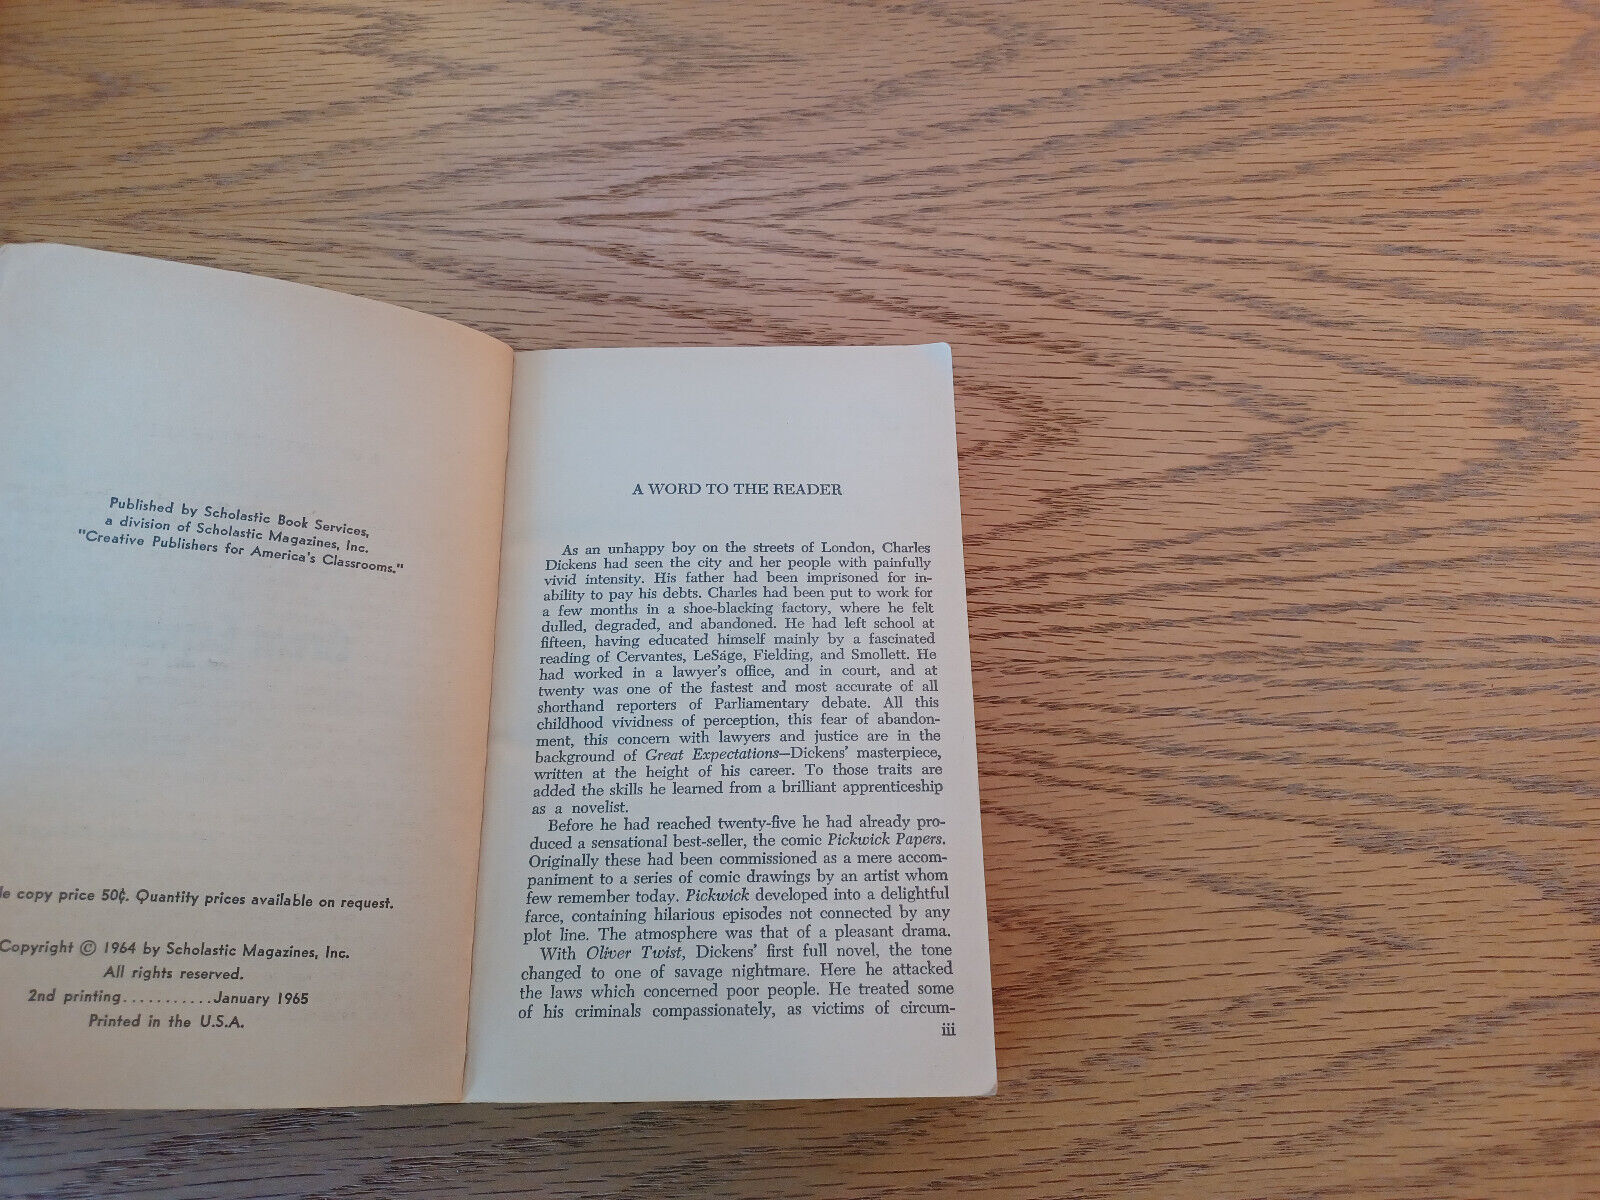 Published by Scholastic Book Services,
a division of Scholastic Magazines, Inc.
"Creative Publishers for America's Classrooms."
copy price 50¢. Quantity prices available on request.
Copyright © 1964 by Scholastic Magazines, Inc.
All rights reserved.
2nd printing...........January 1965
Printed in the U.S.A.
A WORD TO THE READER
As an unhappy boy on the streets of London, Charles
Dickens had seen the city and her people with painfully
vivid intensity. His father had been imprisoned for in-
ability to pay his debts. Charles had been put to work for
a few months in a shoe-blacking factory, where he felt
dulled, degraded, and abandoned. He had left school at
fifteen, having educated himself mainly by a fascinated
reading of Cervantes, LeSáge, Fielding, and Smollett. He
had worked in a lawyer's office, and in court, and at
twenty was one of the fastest and most accurate of all
shorthand reporters of Parliamentary debate. All this
childhood vividness of perception, this fear of abandon-
ment, this concern with lawyers and justice are in the
background of Great Expectations—Dickens' masterpiece,
written at the height of his career. To those traits are
added the skills he learned from a brilliant apprenticeship
as a novelist.
Before he had reached twenty-five he had already pro-
duced a sensational best-seller, the comic Pickwick Papers.
Originally these had been commissioned as a mere accom-
paniment to a series of comic drawings by an artist whom
few remember today. Pickwick developed into a delightful
farce, containing hilarious episodes not connected by any
plot line. The atmosphere was that of a pleasant drama.
With Oliver Twist, Dickens' first full novel, the tone
changed to one of savage nightmare. Here he attacked
the laws which concerned poor people. He treated some
of his criminals compassionately, as victims of circum-
iii